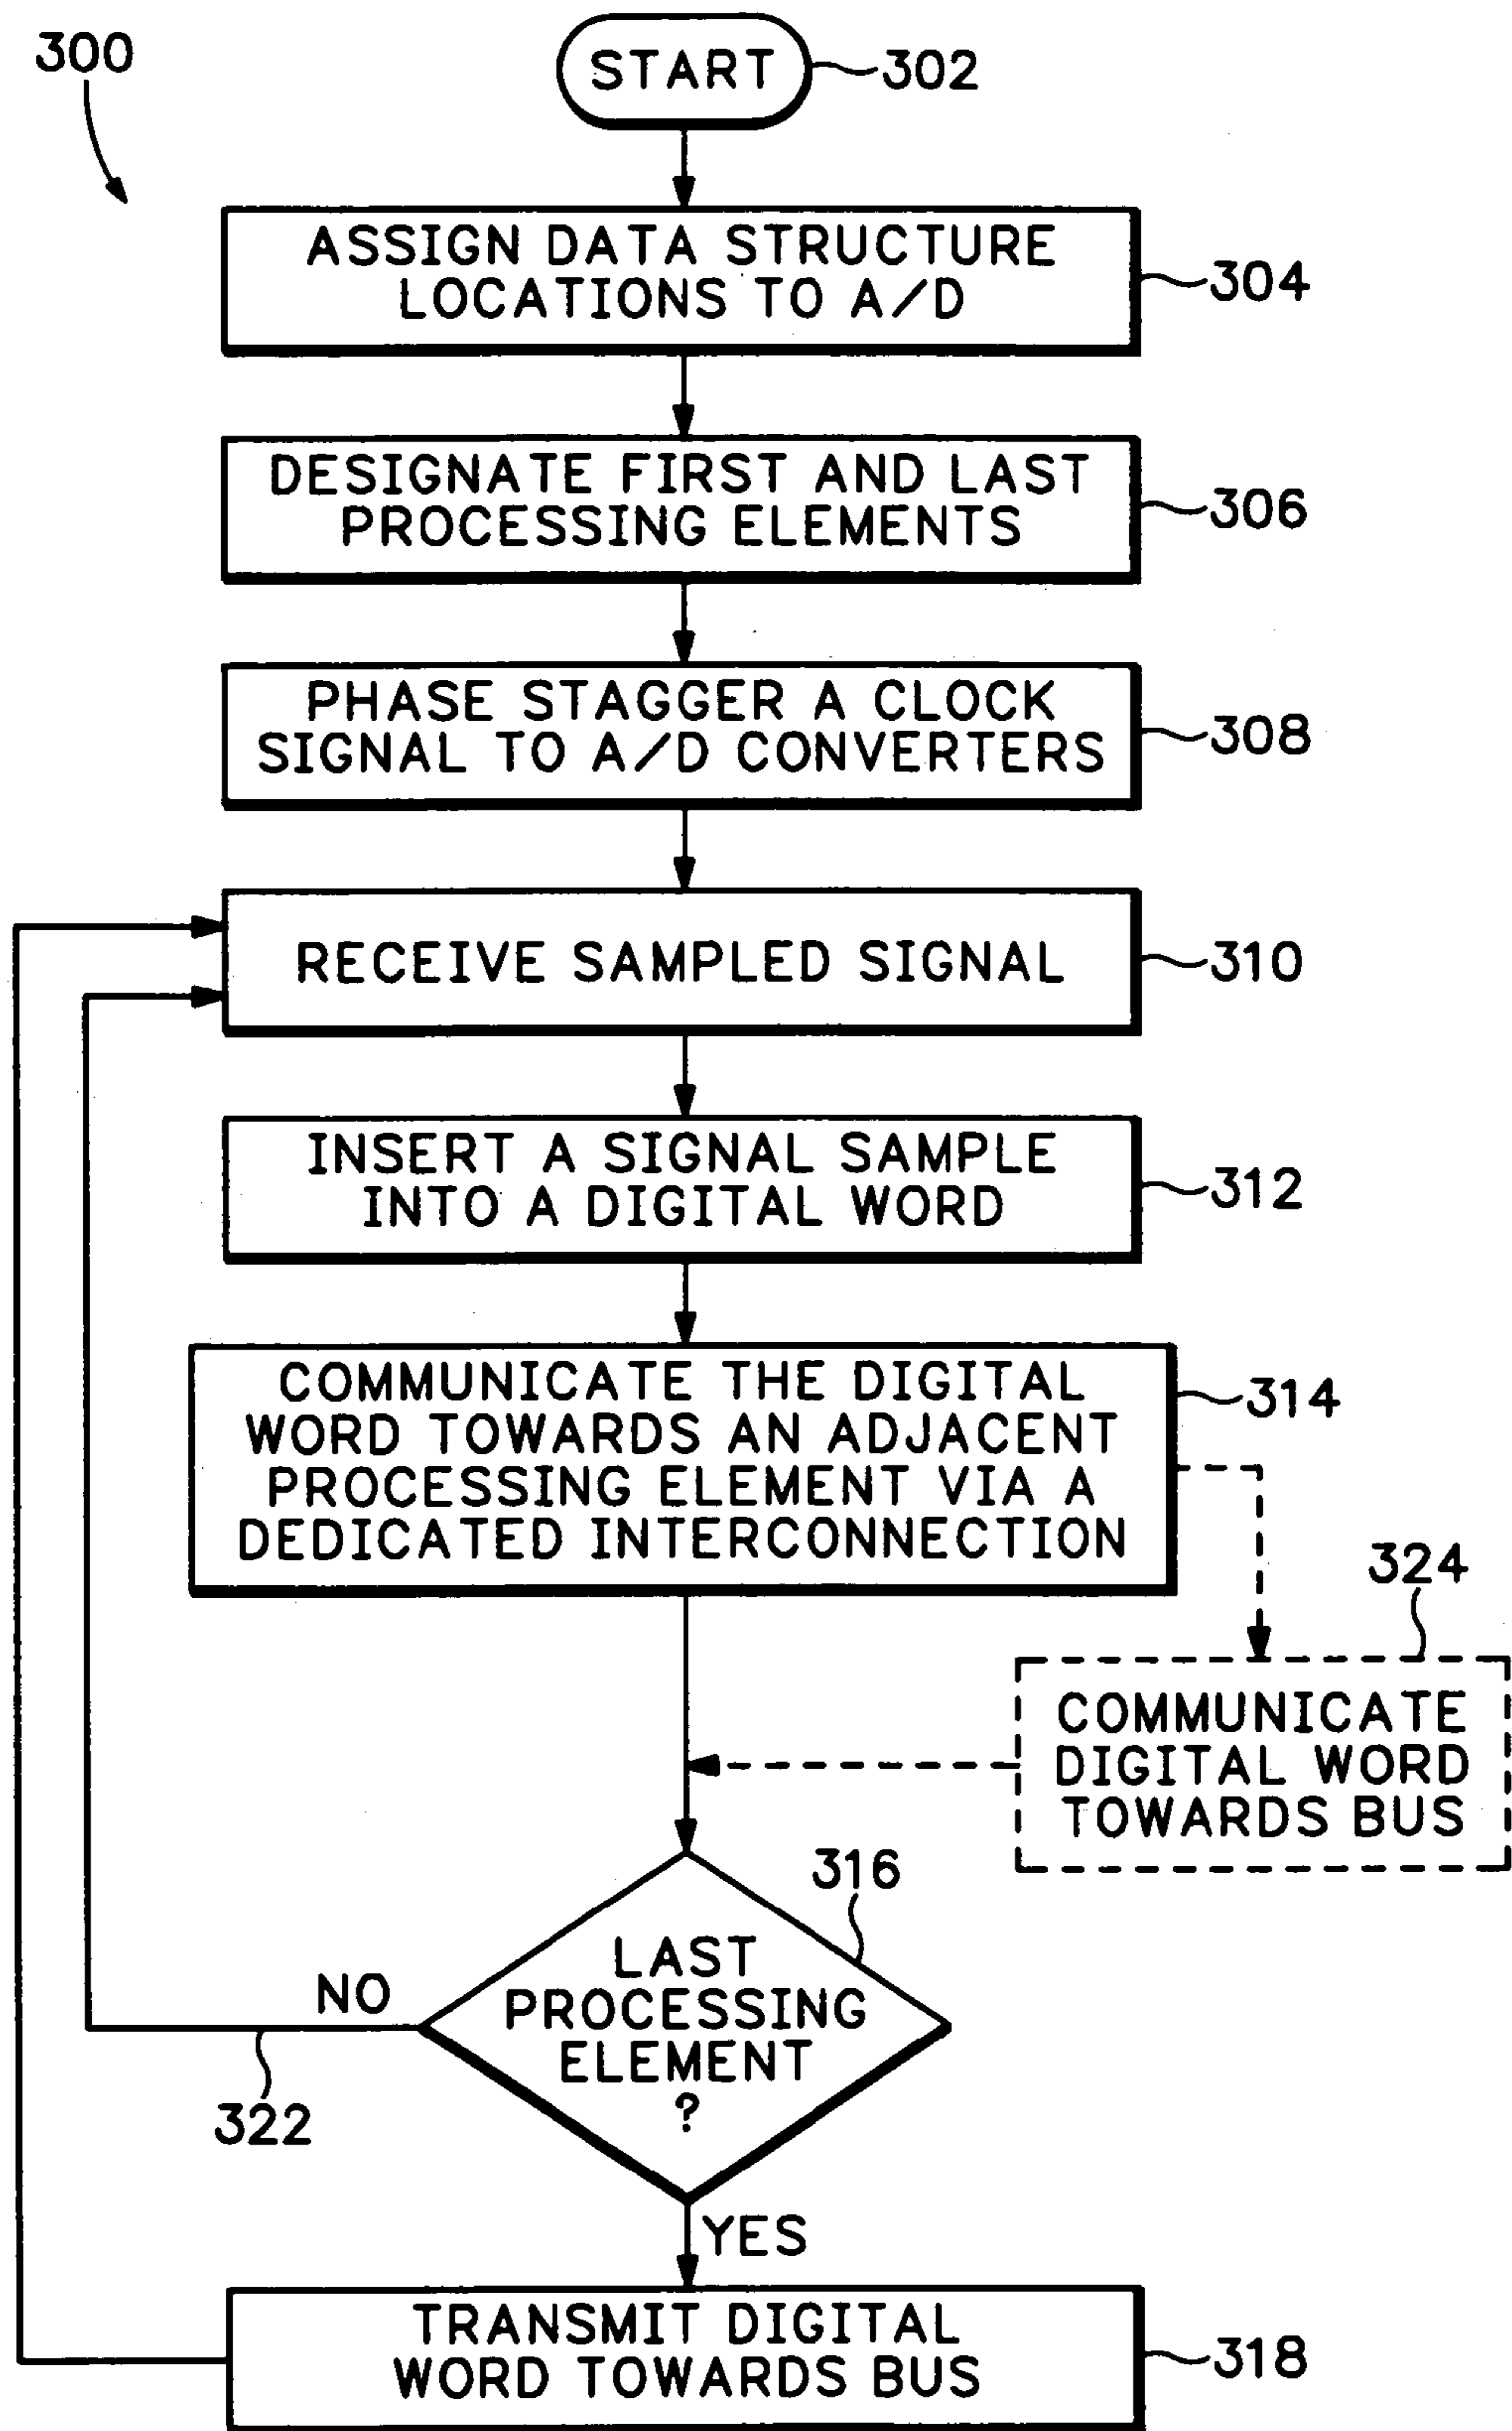 300
START
302
ASSIGN DATA STRUCTURE
LOCATIONS TO A/D
304
DESIGNATE FIRST AND LAST
PROCESSING ELEMENTS
306
PHASE STAGGER A CLOCK
SIGNAL TO A/D CONVERTERS
308
RECEIVE SAMPLED SIGNAL
310
INSERT A SIGNAL SAMPLE
INTO A DIGITAL WORD
312
COMMUNICATE THE DIGITAL
WORD TOWARDS AN ADJACENT
PROCESSING ELEMENT VIA A
DEDICATED INTERCONNECTION
314
324
COMMUNICATE
DIGITAL WORD
TOWARDS BUS
316
LAST
PROCESSING
ELEMENT
?
NO
322
YES
TRANSMIT DIGITAL
WORD TOWARDS BUS
318